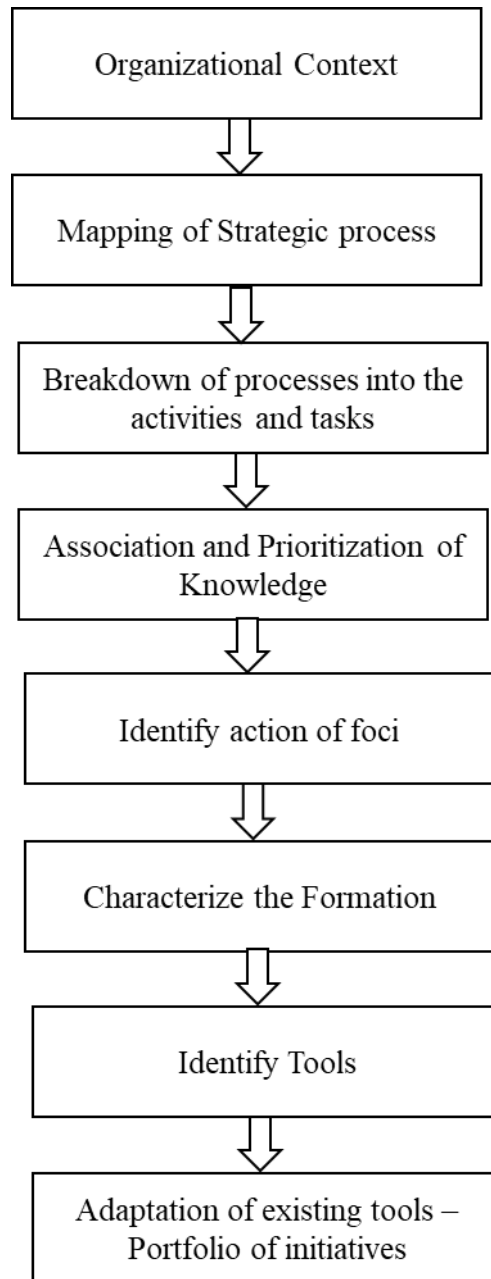 Organizational Context
Mapping of Strategic process
Breakdown of processes into the
activities and tasks
Association and Prioritization of
Knowledge
Identify action of foci
Characterize the Formation
Identify Tools
Adaptation of existing tools –
Portfolio of initiatives